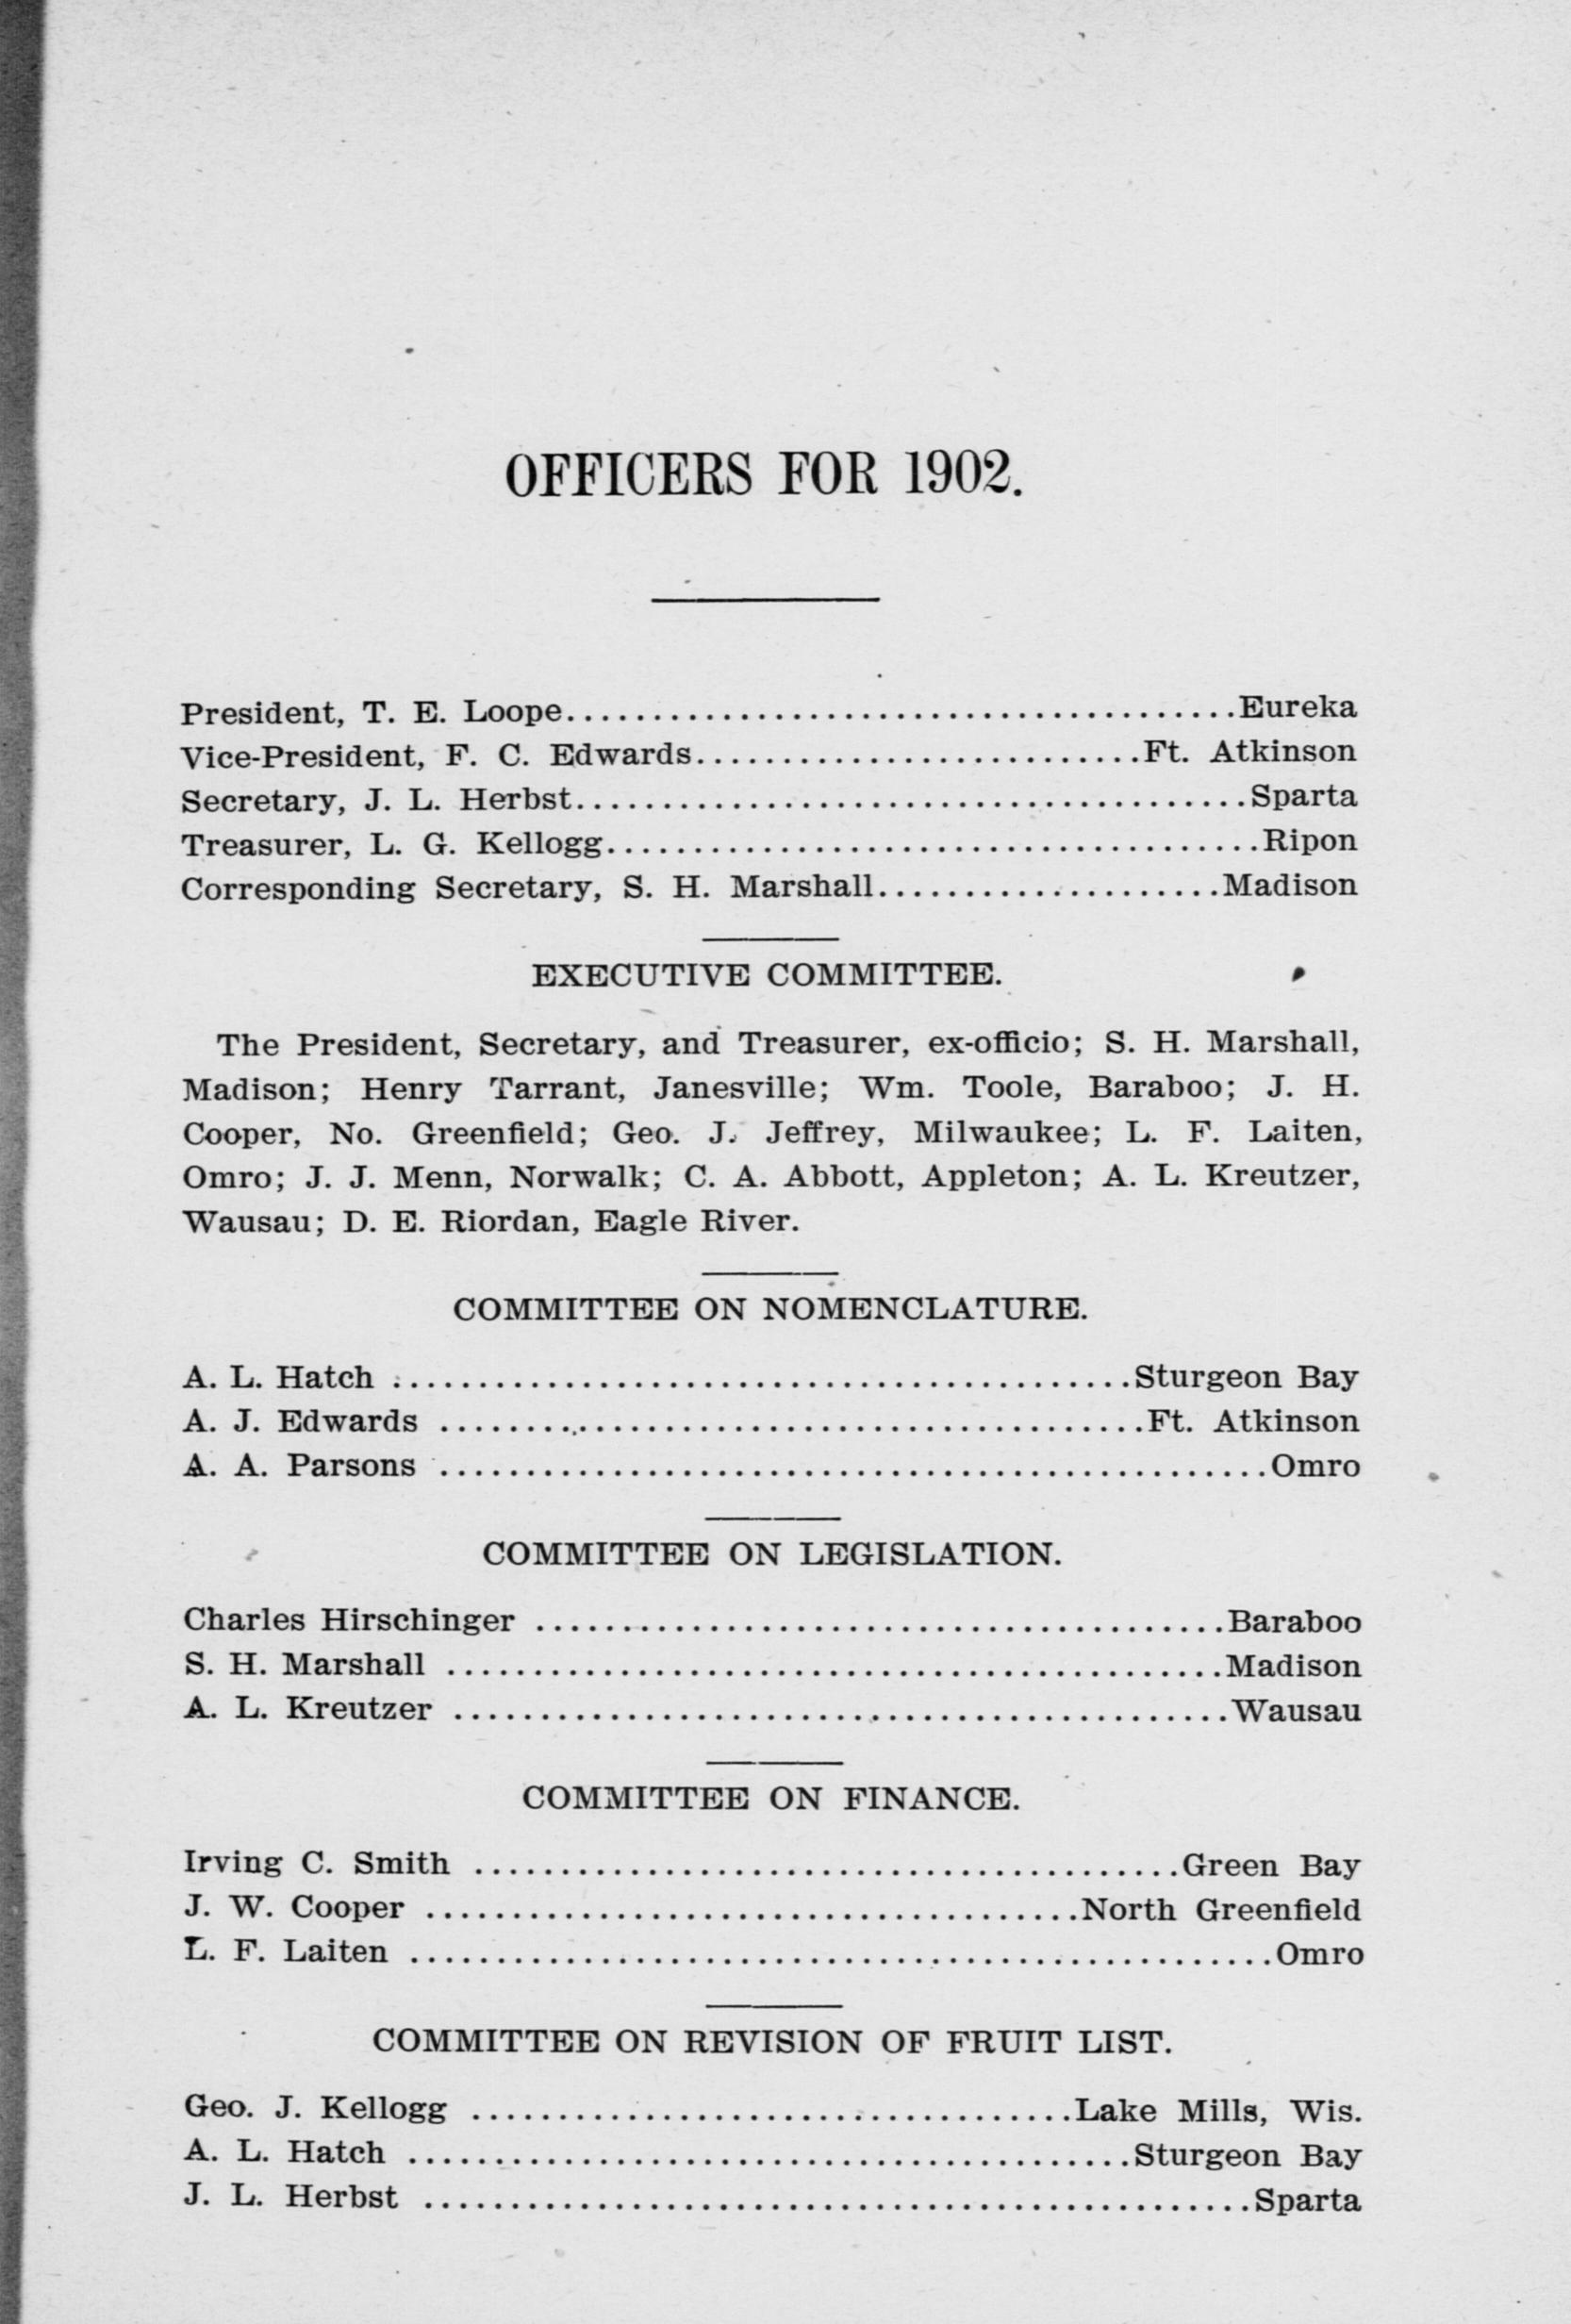 OFFICERS FOR 1902.
President, T. E. Loope.......................................Eureka
Vice-President, F. C. Edwards..........................Ft. Atkinson
Secretary, J. L. Herbst.......................................Sparta
Treasurer, L. G. Kellogg......................................Ripon
Corresponding Secretary, S. H. Marshall....................Madison
EXECUTIVE COMMITTEE.
The President, Secretary, and Treasurer, ex-officio; S. H. Marshall,
Madison; Henry Tarrant, Janesville; Wm. Toole, Baraboo; J. H.
Cooper, No. Greenfield; Geo. J. Jeffrey, Milwaukee; L. F. Laiten,
Omro; J. J. Menn, Norwalk; C. A. Abbott, Appleton; A. L. Kreutzer,
Wausau; D. E. Riordan, Eagle River.
COMMITTEE ON NOMENCLATURE.
A. L. Hatch ...........................................Sturgeon Bay
A. J. Edwards .........................................Ft. Atkinson
A. A. Parsons ................................................Omro
COMMITTEE ON LEGISLATION.
Charles Hirschinger ........................................Baraboo
S. H. Marshall .............................................Madison
A. L. Kreutzer .............................................Wausau
COMMITTEE ON FINANCE.
Irving C. Smith .........................................Green Bay
J. W. Cooper ......................................North Greenfield
L. F. Laiten ..................................................Omro
COMMITTEE ON REVISION OF FRUIT LIST.
Geo. J. Kellogg ...................................Lake Mills, Wis.
A. L. Hatch ..........................................Sturgeon Bay
J. L. Herbst ................................................Sparta